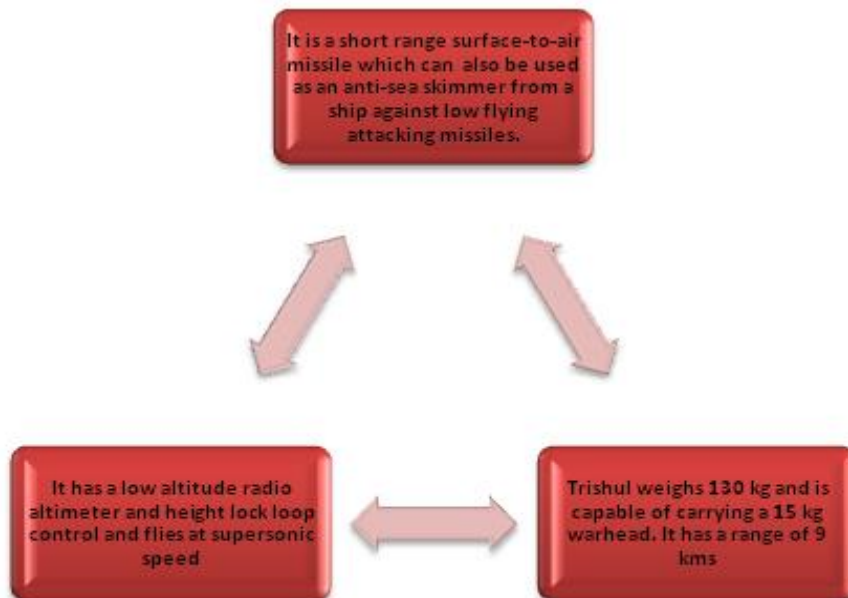 It is a short range surface-to-air
missile which can also be used
as an anti-sea skimmer from a
ship against low flying
attacking missiles.
It has a low altitude radio
altimeter and height lock loop
control and flies at supersonic
speed
Trishul weighs 130 kg and is
capable of carrying a 15 kg
warhead. It has a range of 9
kms